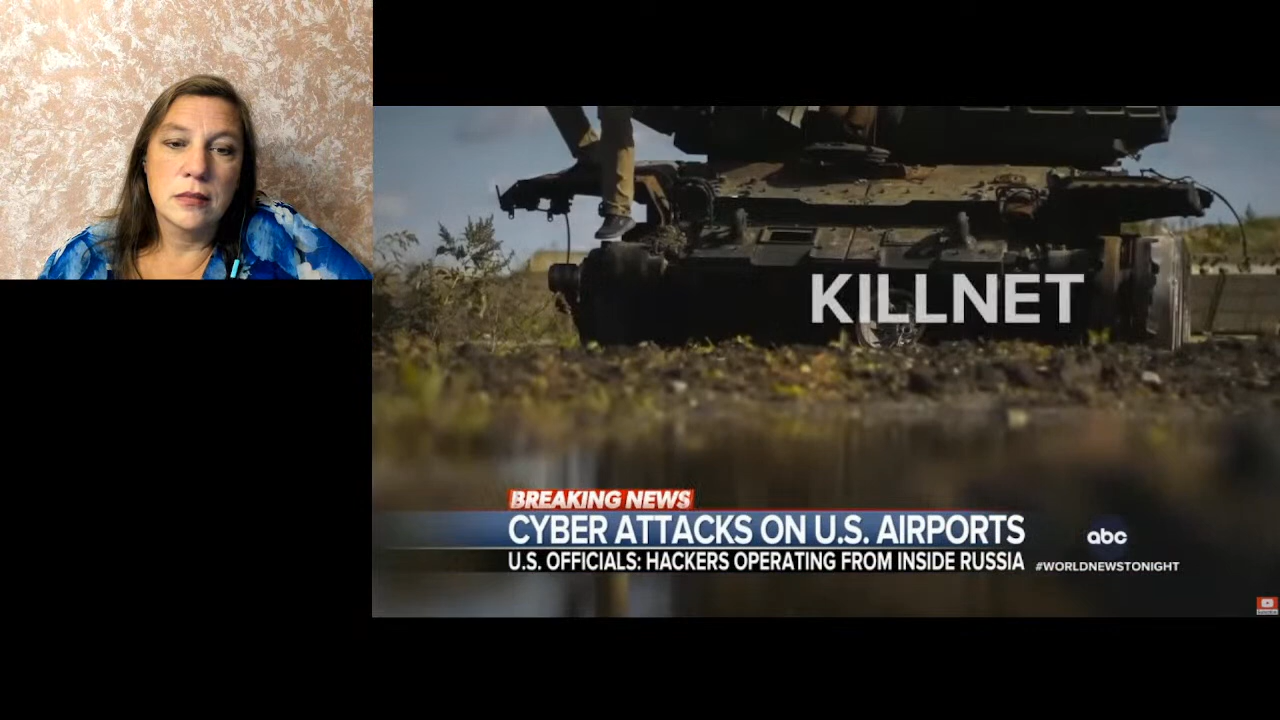 KILLNET
BREAKING NEWS
CYBER ATTACKS ON U.S. AIRPORTS
U.S. OFFICIALS: HACKERS OPERATING FROM INSIDE RUSSIA
abc
#WORLDNEWSTONIGHT